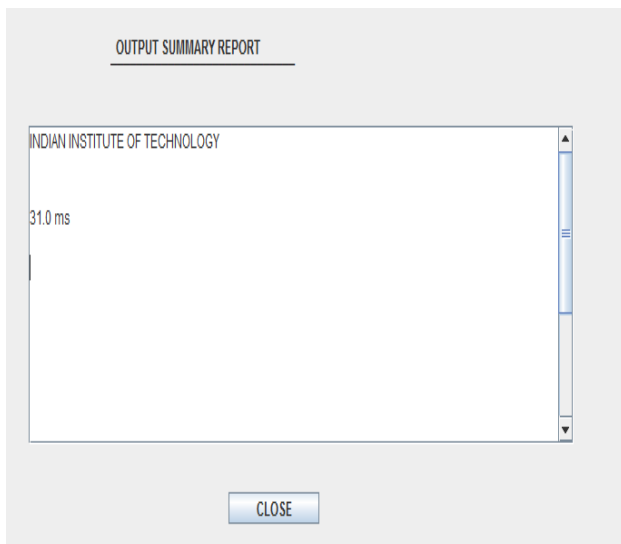 OUTPUT SUMMARY REPORT
INDIAN INSTITUTE OF TECHNOLOGY
31.0 ms
CLOSE